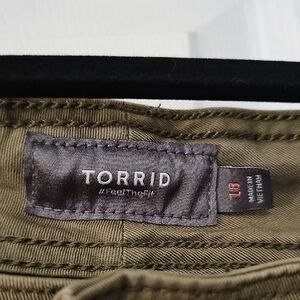 TORRID
#FeelTheFit
18
MADE IN
VIETNAM